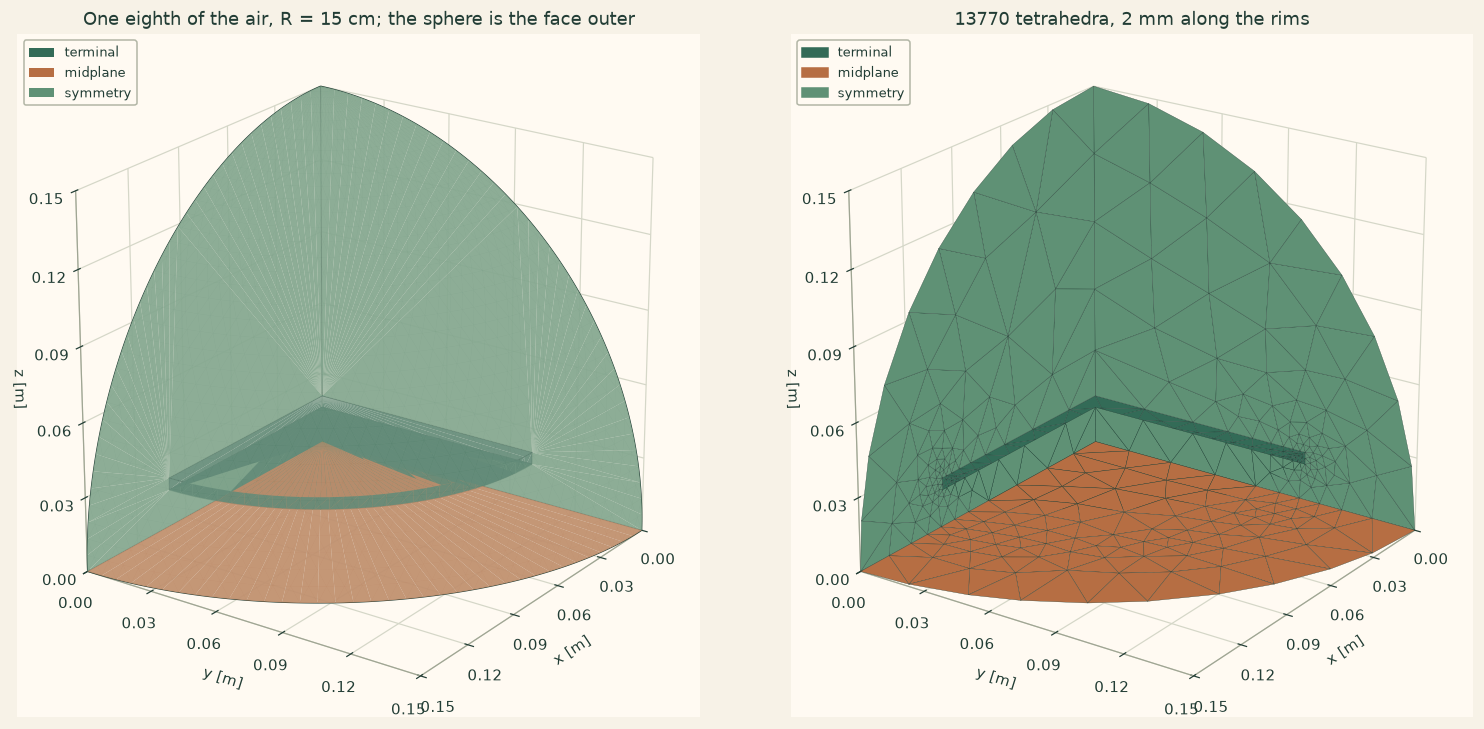 One eighth of the air, R = 15 cm; the sphere is the face outer
terminal
midplane
symmetry
0.15
0.12
0.09
0.06
0.03
0.00
z [m]
0.00
0.03
0.06
0.09
0.12
0.15
y [m]
0.00
0.03
0.06
0.09
0.12
0.15
x [m]
13770 tetrahedra, 2 mm along the rims
terminal
midplane
symmetry
0.15
0.12
0.09
0.06
0.03
0.00
z [m]
0.00
0.03
0.06
0.09
0.12
0.15
y [m]
0.00
0.03
0.06
0.09
0.12
0.15
x [m]